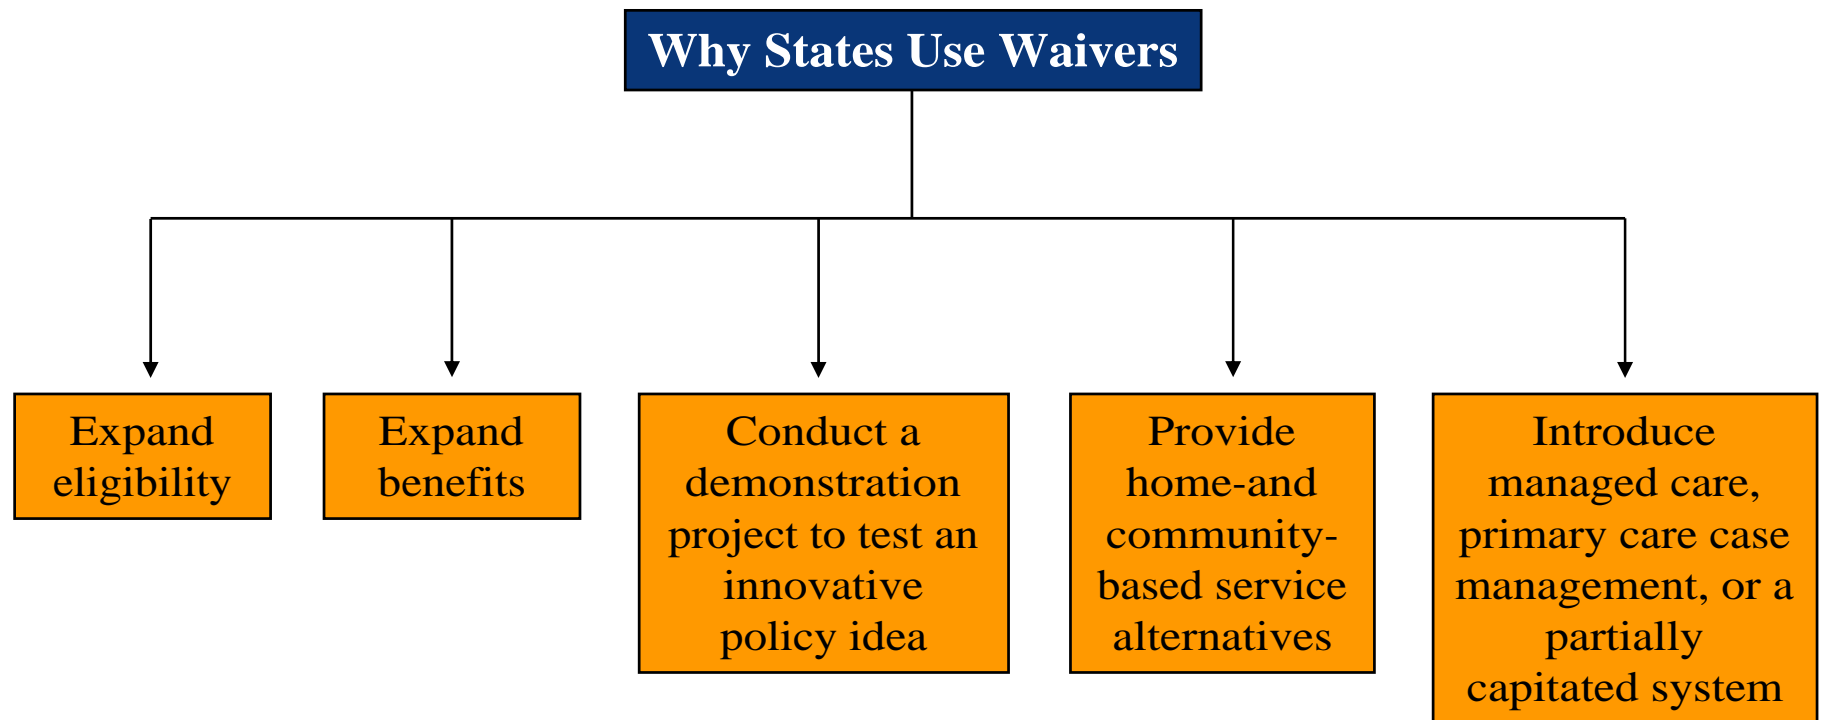 Why States Use Waivers
Expand
eligibility
Expand
benefits
Conduct a
demonstration
project to test an
innovative
policy idea
Provide
home-and
community-
based service
alternatives
Introduce
managed care,
primary care case
management, or a
partially
capitated system